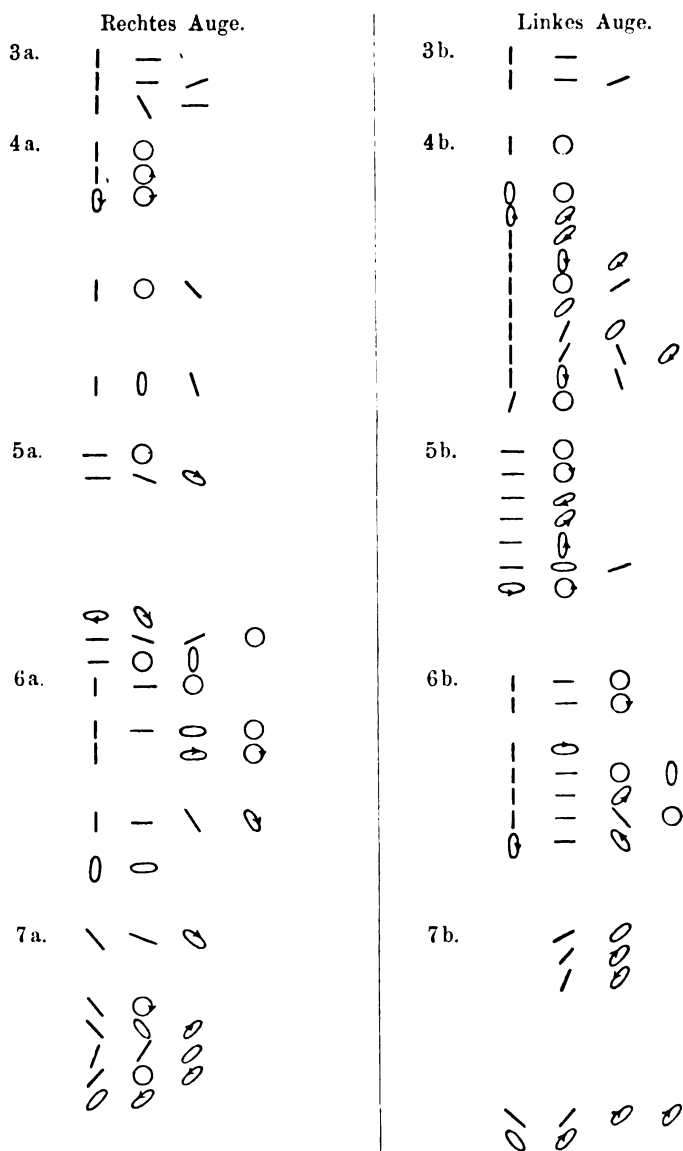 Rechtes Auge.
Linkes Auge.
3a.
3b.
4a.
4b.
5a.
5b.
6a.
6b.
7a.
7b.